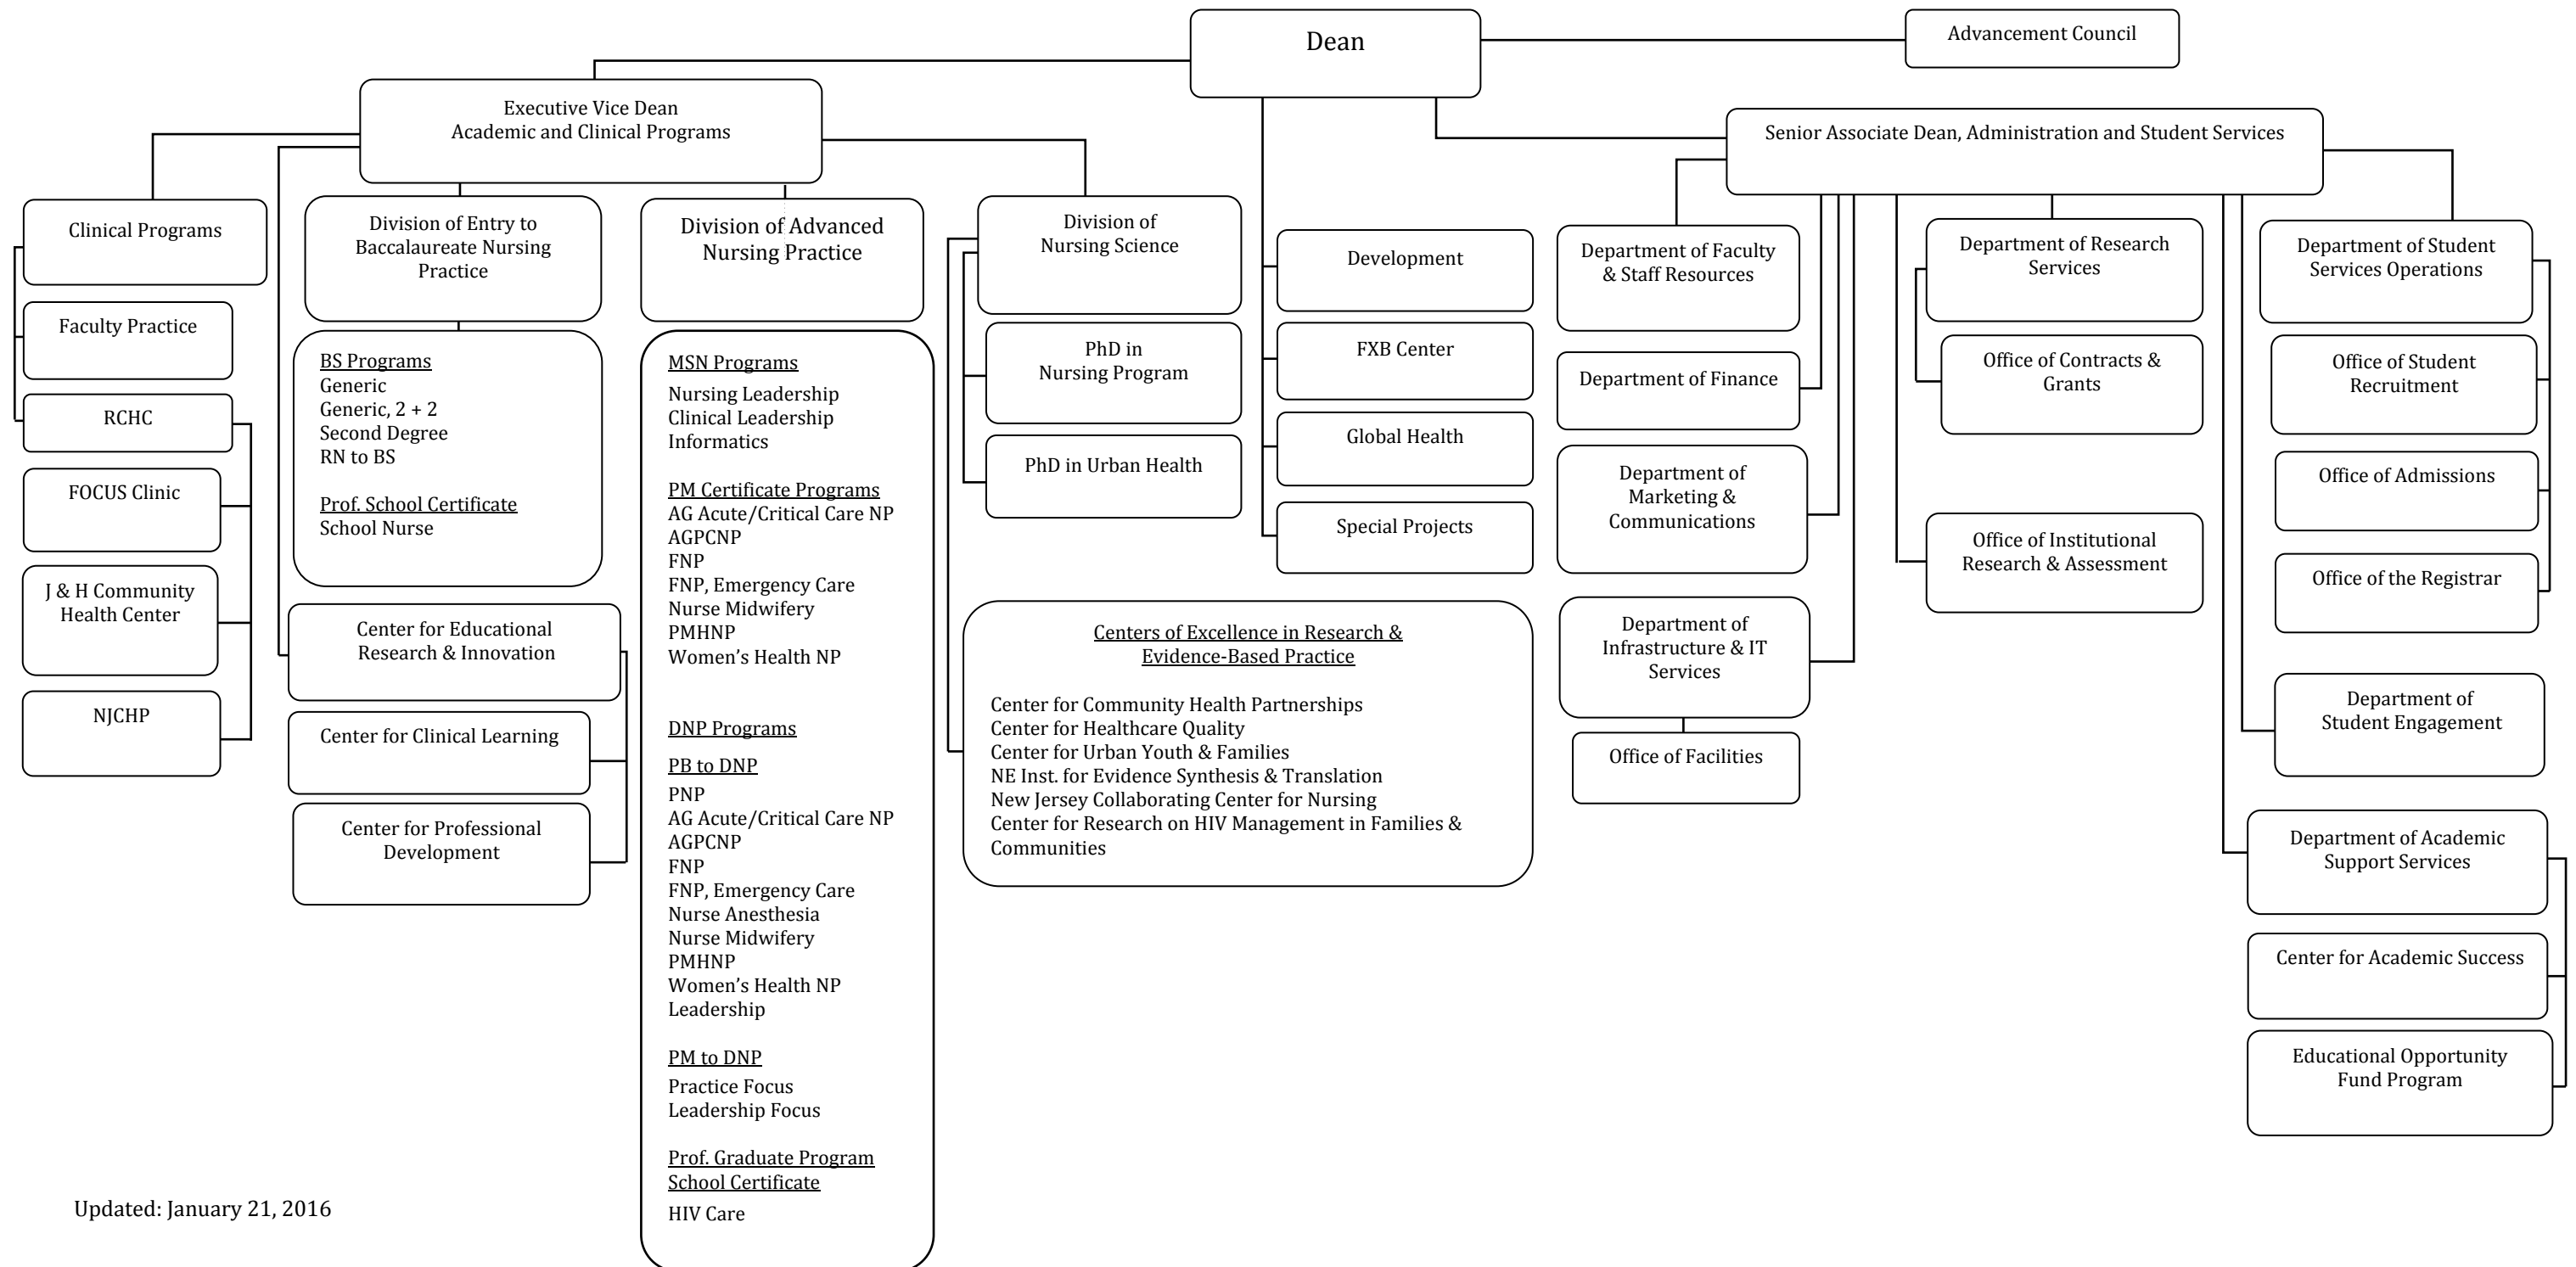 Dean
Advancement Council
Executive Vice Dean
Academic and Clinical Programs
Senior Associate Dean, Administration and Student Services
Clinical Programs
Faculty Practice
RCHC
FOCUS Clinic
J & H Community
Health Center
NJCHP
Division of Entry to
Baccalaureate Nursing
Practice
BS Programs
Generic
Generic, 2 + 2
Second Degree
RN to BS
Prof. School Certificate
School Nurse
Center for Educational
Research & Innovation
Center for Clinical Learning
Center for Professional
Development
Division of Advanced
Nursing Practice
MSN Programs
Nursing Leadership
Clinical Leadership
Informatics
PM Certificate Programs
AG Acute/Critical Care NP
AGPCNP
FNP
FNP, Emergency Care
Nurse Midwifery
PMHNP
Women’s Health NP
DNP Programs
PB to DNP
PNP
AG Acute/Critical Care NP
AGPCNP
FNP
FNP, Emergency Care
Nurse Anesthesia
Nurse Midwifery
PMHNP
Women’s Health NP
Leadership
PM to DNP
Practice Focus
Leadership Focus
Prof. Graduate Program
School Certificate
HIV Care
Division of
Nursing Science
PhD in
Nursing Program
PhD in Urban Health
Centers of Excellence in Research &
Evidence-Based Practice
Center for Community Health Partnerships
Center for Healthcare Quality
Center for Urban Youth & Families
NE Inst. for Evidence Synthesis & Translation
New Jersey Collaborating Center for Nursing
Center for Research on HIV Management in Families &
Communities
Development
FXB Center
Global Health
Special Projects
Department of Faculty
& Staff Resources
Department of Finance
Department of
Marketing &
Communications
Department of
Infrastructure & IT
Services
Office of Facilities
Department of Research
Services
Office of Contracts &
Grants
Office of Institutional
Research & Assessment
Department of Student
Services Operations
Office of Student
Recruitment
Office of Admissions
Office of the Registrar
Department of
Student Engagement
Department of Academic
Support Services
Center for Academic Success
Educational Opportunity
Fund Program
Updated: January 21, 2016